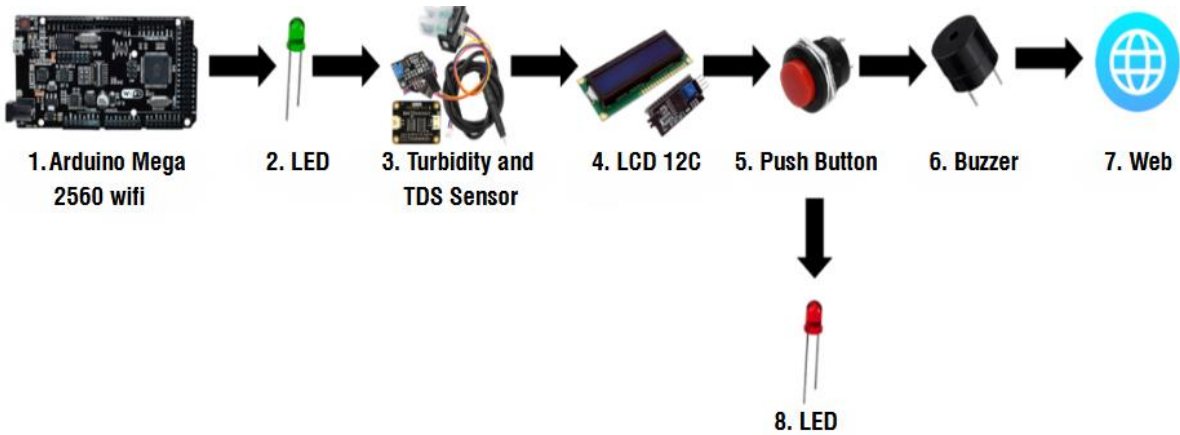 1. Arduino Mega
2560 wifi
2. LED
3. Turbidity and
TDS Sensor
4. LCD 12C
5. Push Button
6. Buzzer
7. Web
8. LED